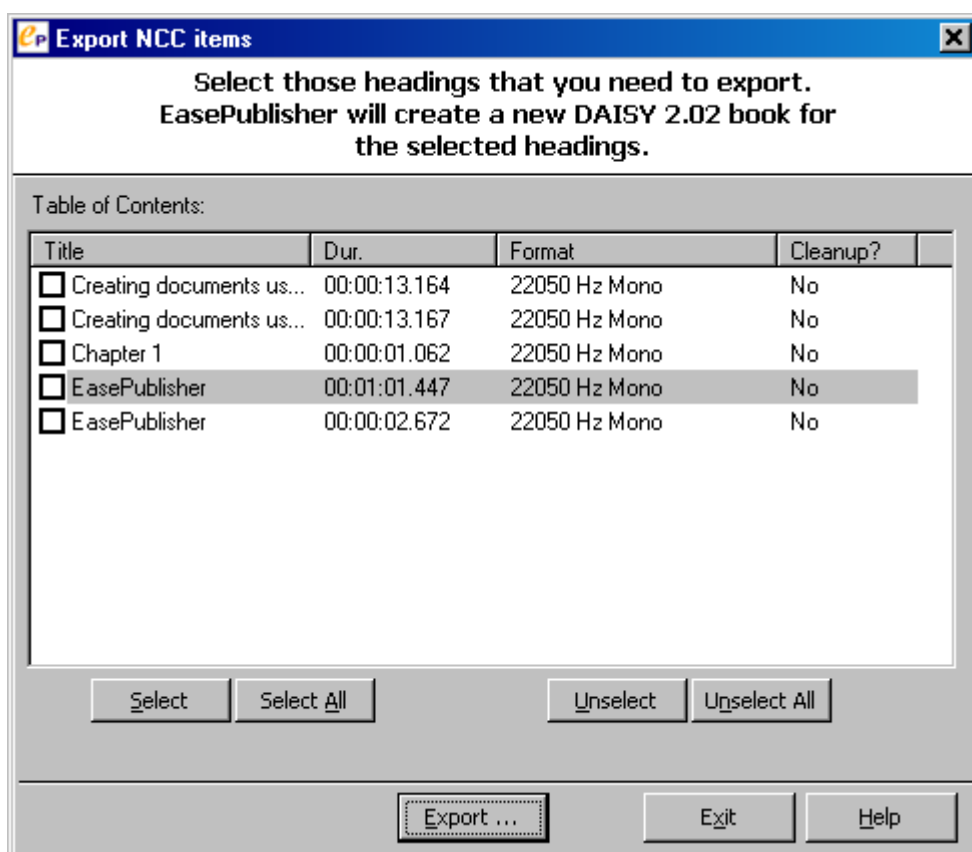 eP Export NCC items
Select those headings that you need to export.
EasePublisher will create a new DAISY 2.02 book for
the selected headings.
Table of Contents:
Title Dur. Format Cleanup?
Creating documents us... 00:00:13.164 22050 Hz Mono No
Creating documents us... 00:00:13.167 22050 Hz Mono No
Chapter 1 00:00:01.062 22050 Hz Mono No
EasePublisher 00:01:01.447 22050 Hz Mono No
EasePublisher 00:00:02.672 22050 Hz Mono No
Select Select All Unselect Unselect All
Export ... Exit Help